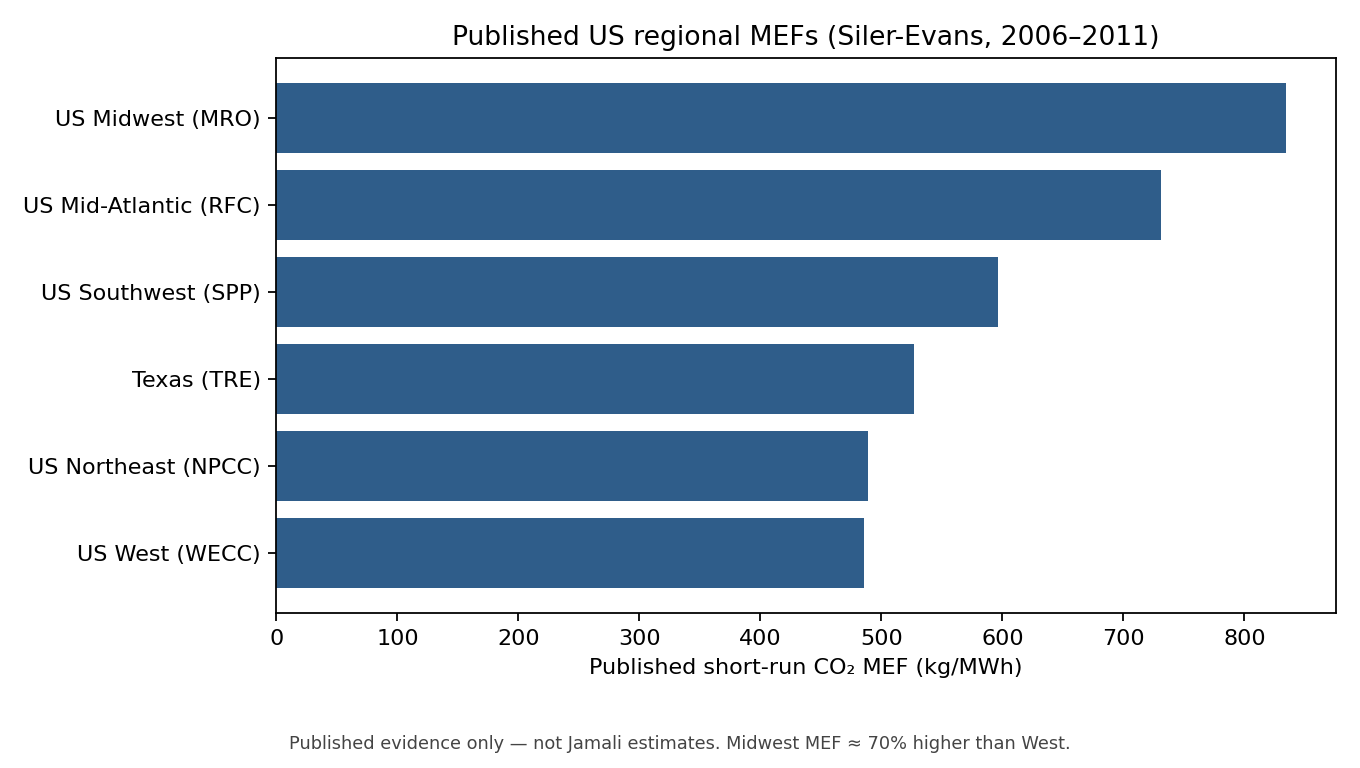 Published US regional MEFs (Siler-Evans, 2006–2011)
US Midwest (MRO)
US Mid-Atlantic (RFC)
US Southwest (SPP)
Texas (TRE)
US Northeast (NPCC)
US West (WECC)
0 100 200 300 400 500 600 700 800
Published short-run CO₂ MEF (kg/MWh)
Published evidence only — not Jamali estimates. Midwest MEF ≈ 70% higher than West.